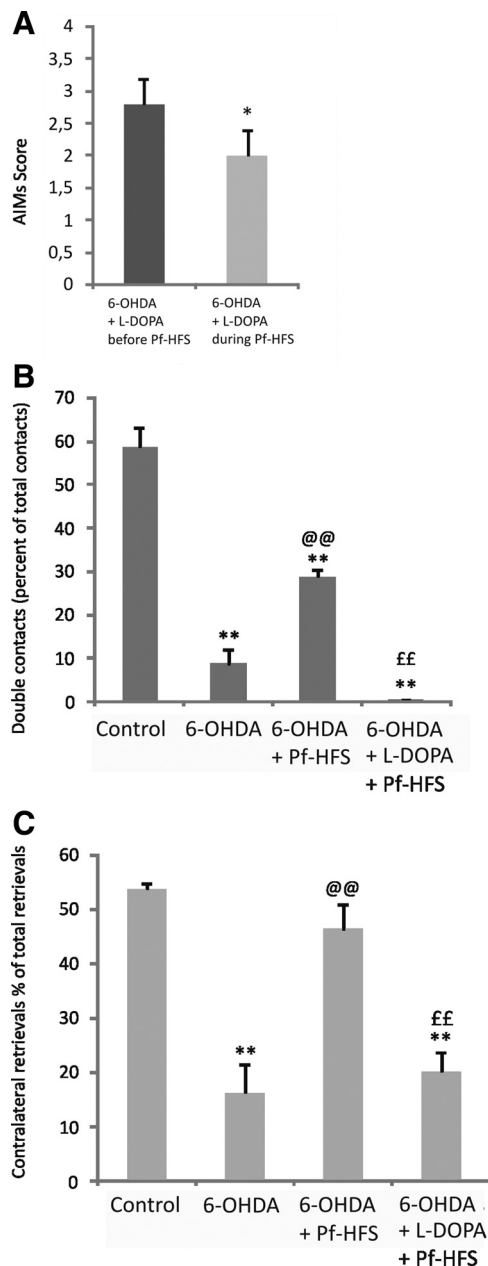 A
4
3,5
3
2,5
2
1,5
1
0,5
0
AIMs Score
*
6-OHDA
+ L-DOPA
before Pf-HFS
6-OHDA
+ L-DOPA
during Pf-HFS
B
70
60
50
40
30
20
10
0
Double contacts (percent of total contacts)
**
@@
**
££
**
Control
6-OHDA
6-OHDA
+ Pf-HFS
6-OHDA
+ L-DOPA
+ Pf-HFS
C
60
50
40
30
20
10
0
Contralateral retrievals % of total retrievals
**
@@
££
**
Control
6-OHDA
6-OHDA
+ Pf-HFS
6-OHDA
+ L-DOPA
+ Pf-HFS